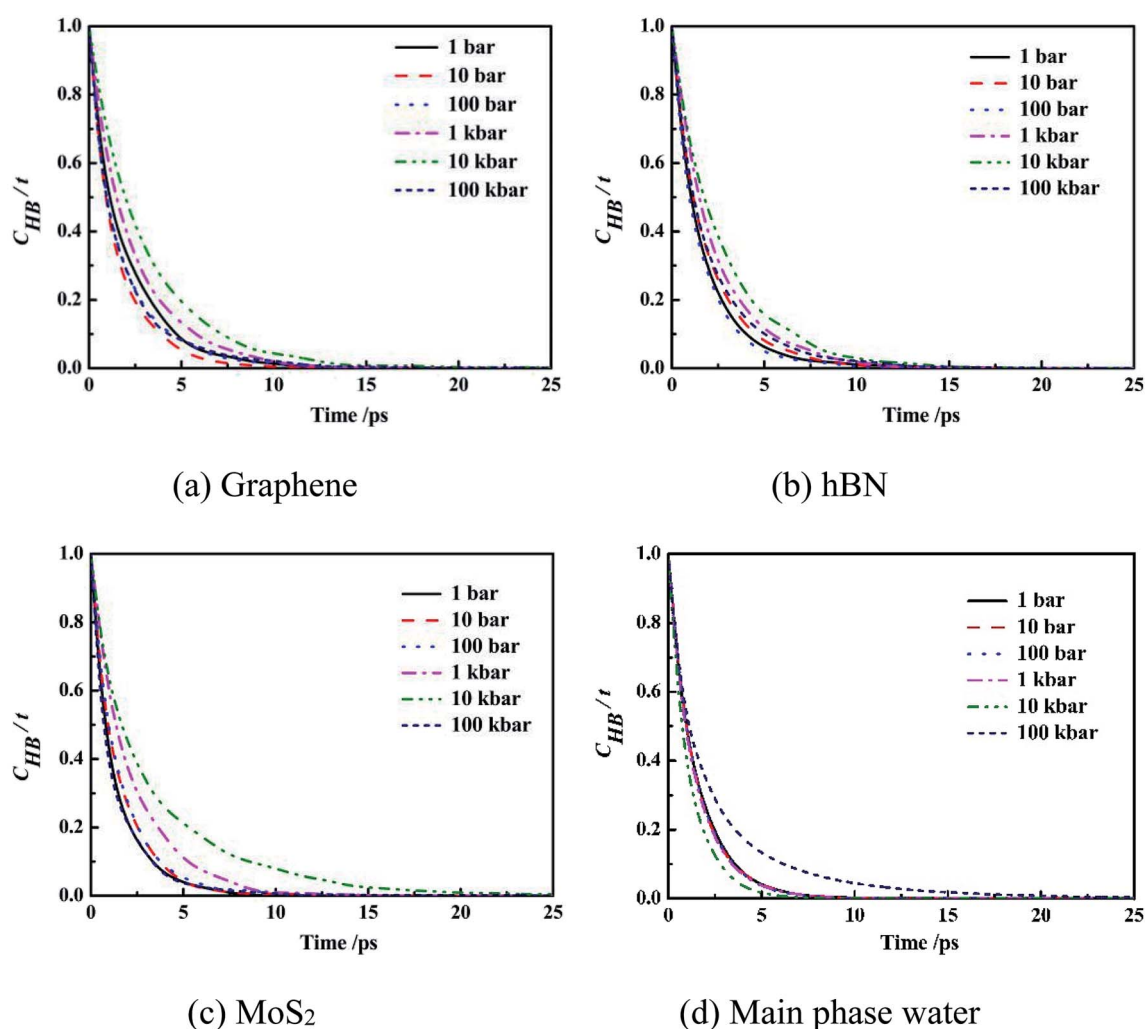 1.0
0.8
0.6
0.4
0.2
0.0
C_HB / t
0 5 10 15 20 25
Time /ps
1 bar
10 bar
100 bar
1 kbar
10 kbar
100 kbar
(a) Graphene
1.0
0.8
0.6
0.4
0.2
0.0
C_HB / t
0 5 10 15 20 25
Time /ps
1 bar
10 bar
100 bar
1 kbar
10 kbar
100 kbar
(b) hBN
1.0
0.8
0.6
0.4
0.2
0.0
C_HB / t
0 5 10 15 20 25
Time /ps
1 bar
10 bar
100 bar
1 kbar
10 kbar
100 kbar
(c) MoS₂
1.0
0.8
0.6
0.4
0.2
0.0
C_HB / t
0 5 10 15 20 25
Time /ps
1 bar
10 bar
100 bar
1 kbar
10 kbar
100 kbar
(d) Main phase water